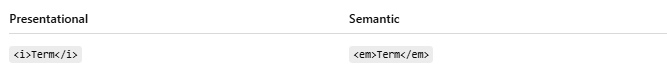 Presentational Semantic
<i>Term</i> <em>Term</em>